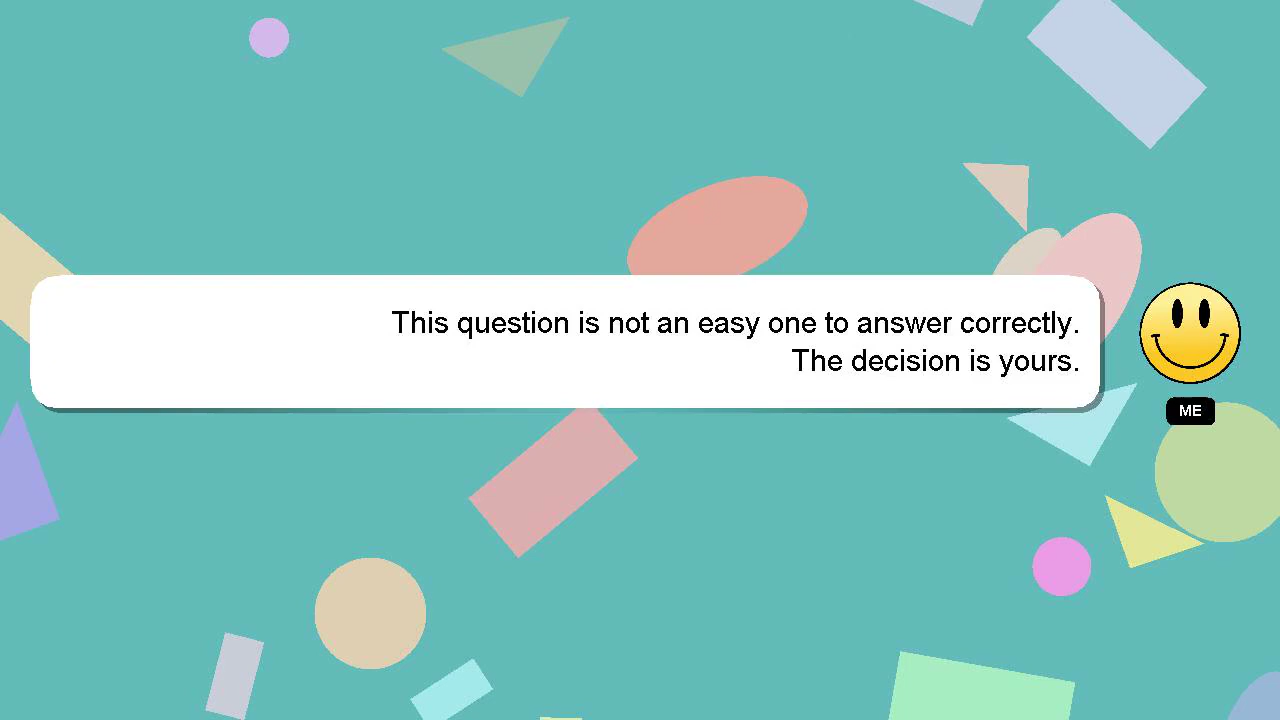 This question is not an easy one to answer correctly.
The decision is yours.
ME